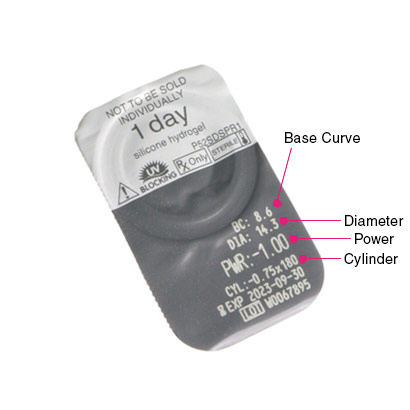 NOT TO BE SOLD
INDIVIDUALLY
1 day
silicone hydrogel
P52SDSPR1
UV
BLOCKING
Rx Only
STERILE
Base Curve
BC: 8.6
DIA: 14.3
Diameter
PWR:-1.00
Power
CYL:-0.75x180
Cylinder
EXP 2023-09-30
LOT W0067895